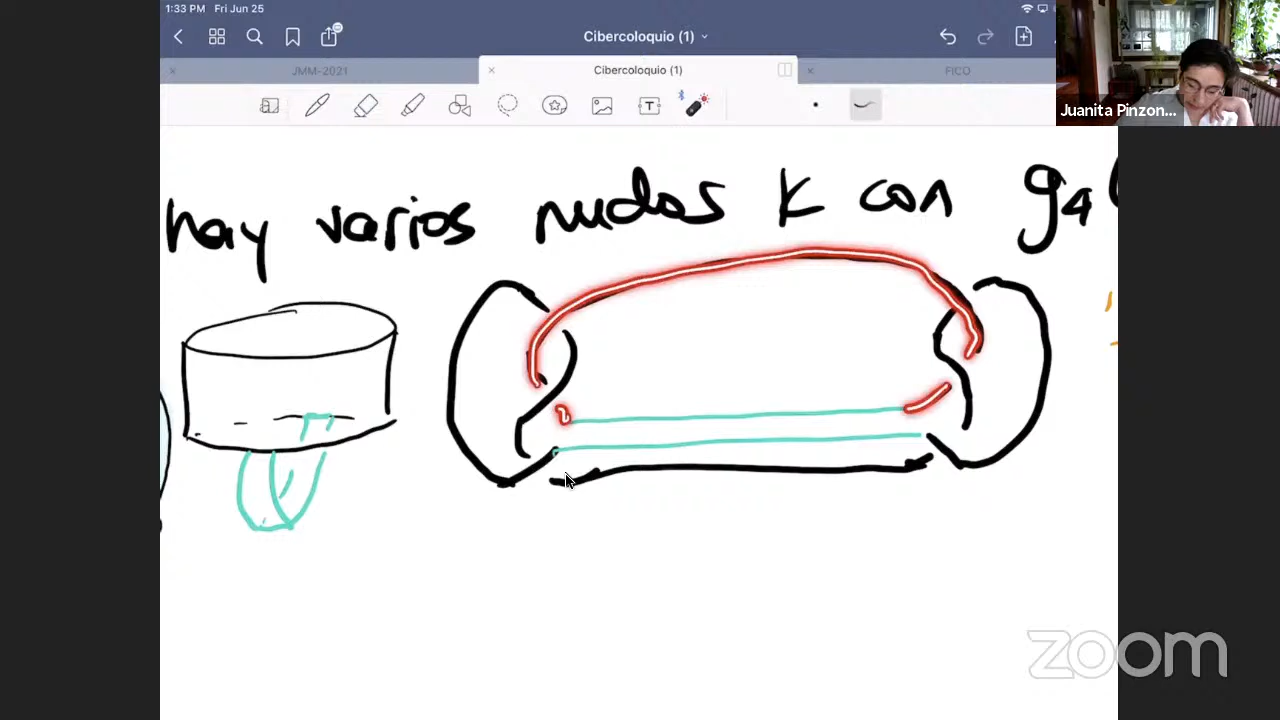 1:33 PM Fri Jun 25
Cibercoloquio (1)
JMM-2021
Cibercoloquio (1)
FICO
T
Juanita Pinzon...
hay varios nudos K con g4(
zoom